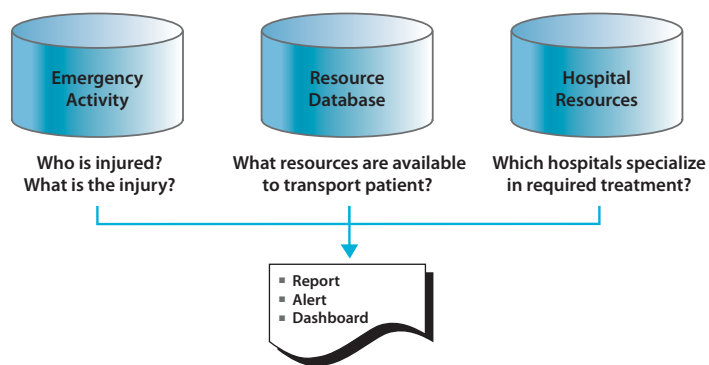 Emergency
Activity
Resource
Database
Hospital
Resources
Who is injured?
What is the injury?
What resources are available
to transport patient?
Which hospitals specialize
in required treatment?
Report
Alert
Dashboard